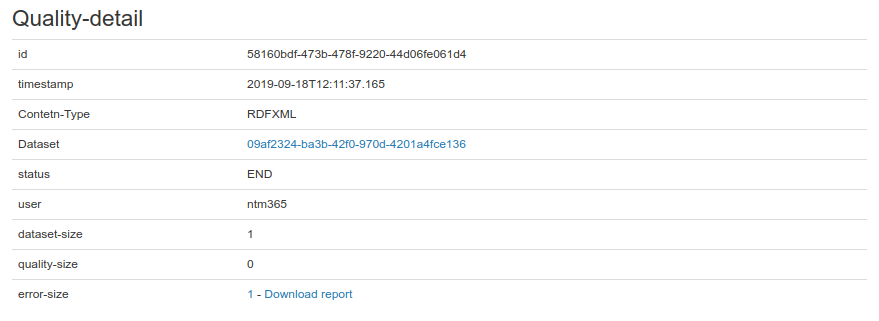 Quality-detail
id 58160bdf-473b-478f-9220-44d06fe061d4
timestamp 2019-09-18T12:11:37.165
Contetn-Type RDFXML
Dataset 09af2324-ba3b-42f0-970d-4201a4fce136
status END
user ntm365
dataset-size 1
quality-size 0
error-size 1 - Download report